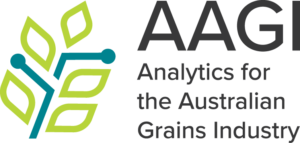 AAGI
Analytics for
the Australian
Grains Industry